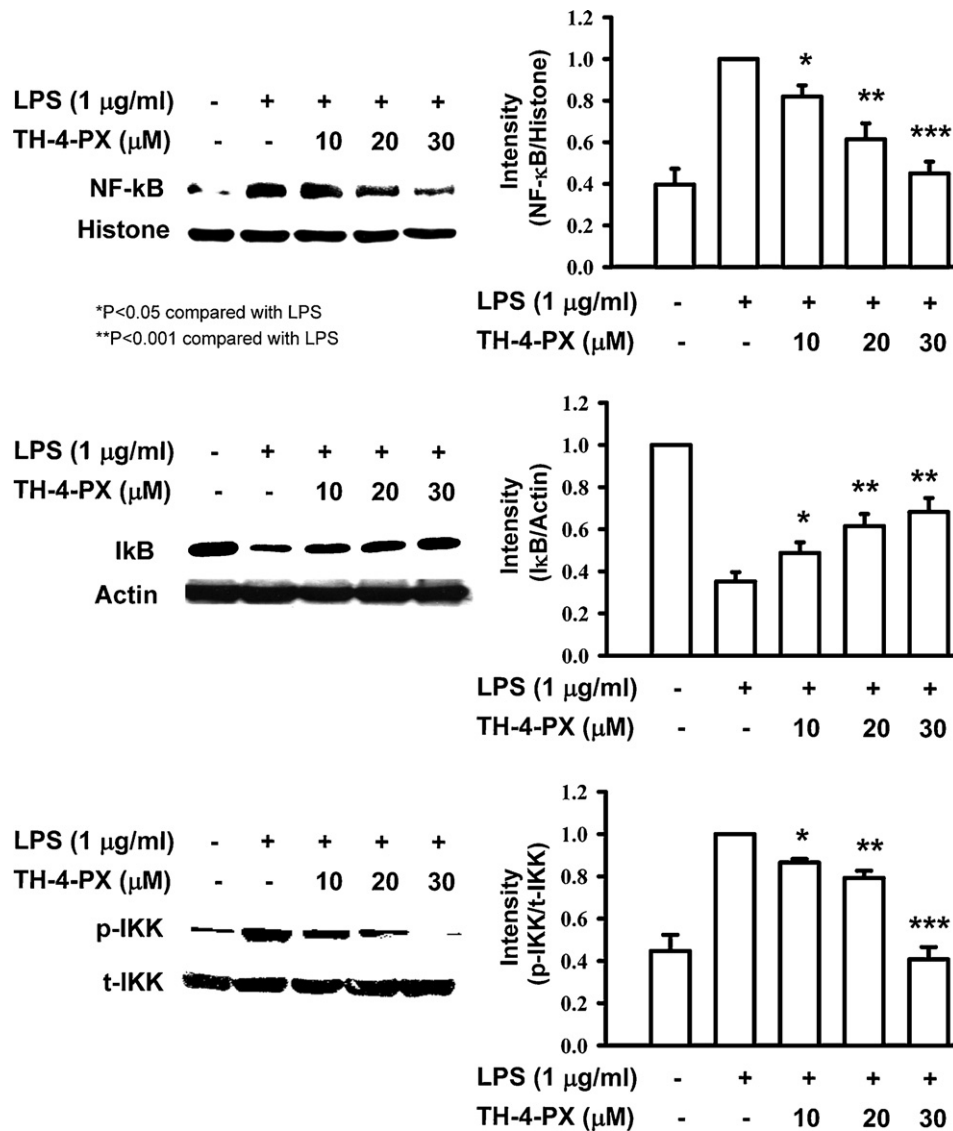 LPS (1 μg/ml) - + + + +
TH-4-PX (μM) - - 10 20 30
NF-kB
Histone
*P<0.05 compared with LPS
**P<0.001 compared with LPS
Intensity
(NF-κB/Histone)
1.2
1.0
0.8
0.6
0.4
0.2
0.0
* ** ***
LPS (1 μg/ml) - + + + +
TH-4-PX (μM) - - 10 20 30
LPS (1 μg/ml) - + + + +
TH-4-PX (μM) - - 10 20 30
IkB
Actin
Intensity
(IκB/Actin)
1.2
1.0
0.8
0.6
0.4
0.2
0.0
* ** **
LPS (1 μg/ml) - + + + +
TH-4-PX (μM) - - 10 20 30
LPS (1 μg/ml) - + + + +
TH-4-PX (μM) - - 10 20 30
p-IKK
t-IKK
Intensity
(p-IKK/t-IKK)
1.2
1.0
0.8
0.6
0.4
0.2
0.0
* ** ***
LPS (1 μg/ml) - + + + +
TH-4-PX (μM) - - 10 20 30